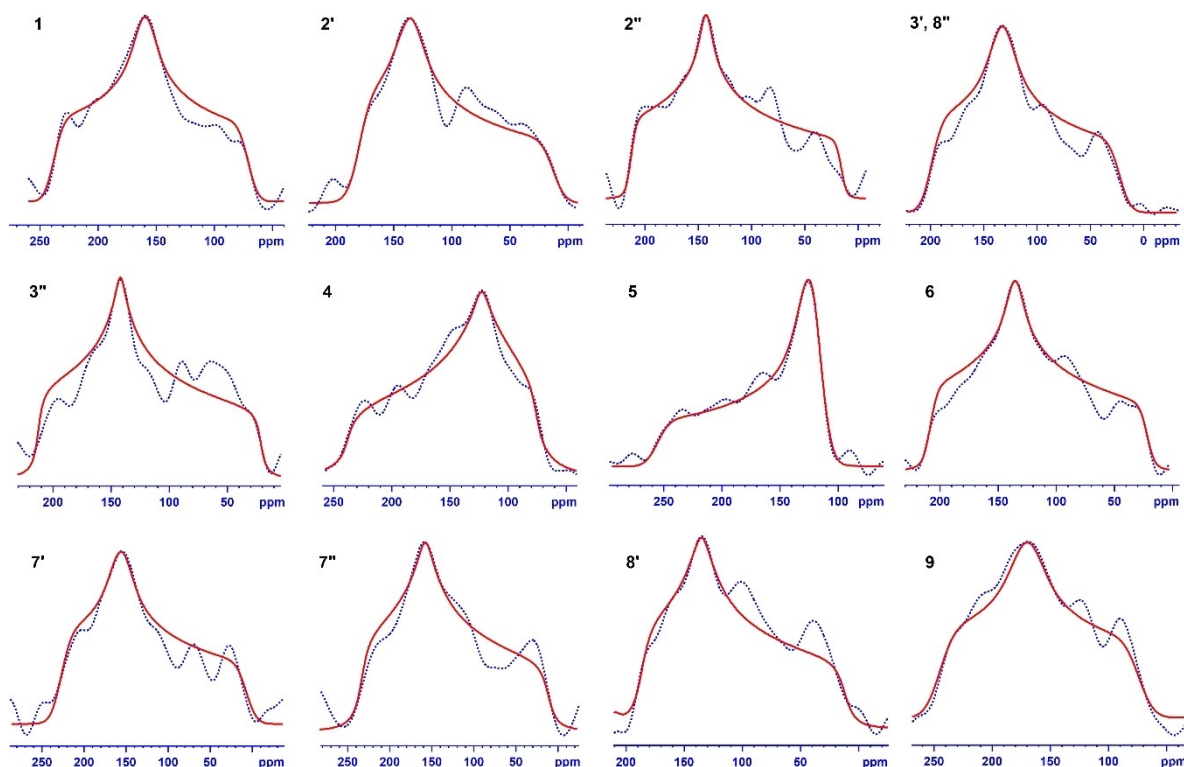 1
2'
2"
3', 8"
250 200 150 100 ppm
200 150 100 50 ppm
200 150 100 50 ppm
200 150 100 50 0 ppm
3"
4
5
6
200 150 100 50 ppm
250 200 150 100 ppm
250 200 150 100 ppm
200 150 100 50 ppm
7'
7"
8'
9
250 200 150 100 50 ppm
250 200 150 100 50 ppm
200 150 100 50 ppm
250 200 150 100 ppm